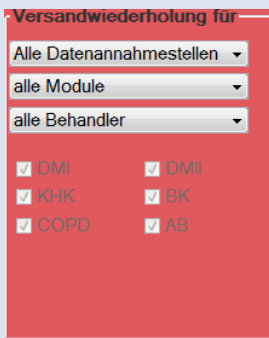 Versandwiederholung für
Alle Datenannahmestellen
alle Module
alle Behandler
DMI DMII
KHK BK
COPD AB